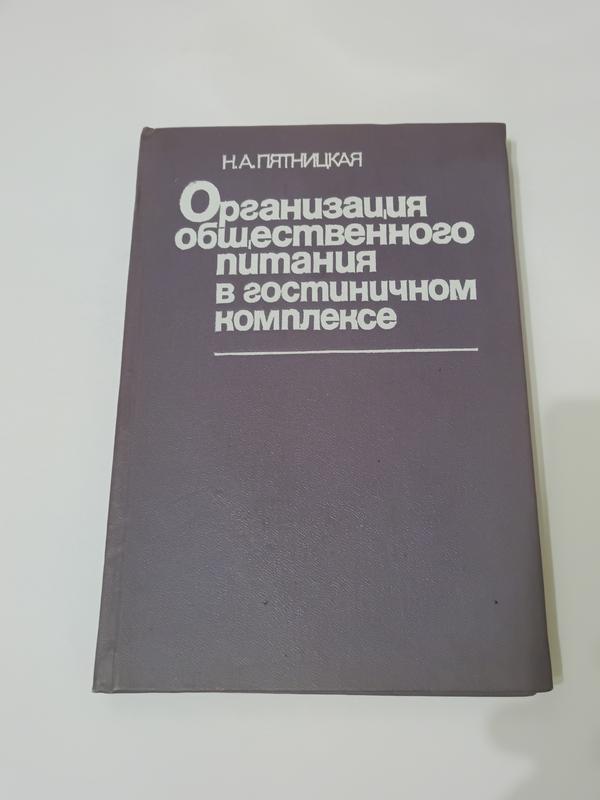 Н.А.ПЯТНИЦКАЯ
Организация
общественного
питания
в гостиничном
комплексе